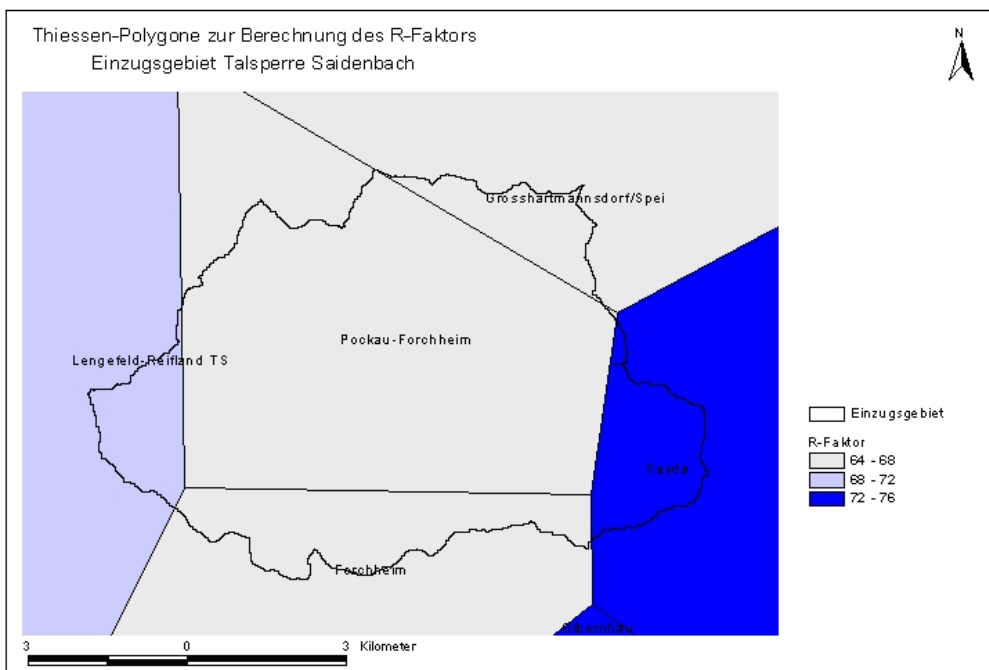 Thiessen-Polygone zur Berechnung des R-Faktors
Einzugsgebiet Talsperre Saidenbach
N
Grosshartmannsdorf/Spei
Pockau-Forchheim
Lengefeld-Reifland TS
Sayda
Forchheim
Einzugsgebiet
R-Faktor
64 - 68
68 - 72
72 - 76
3 0 3 Kilometer